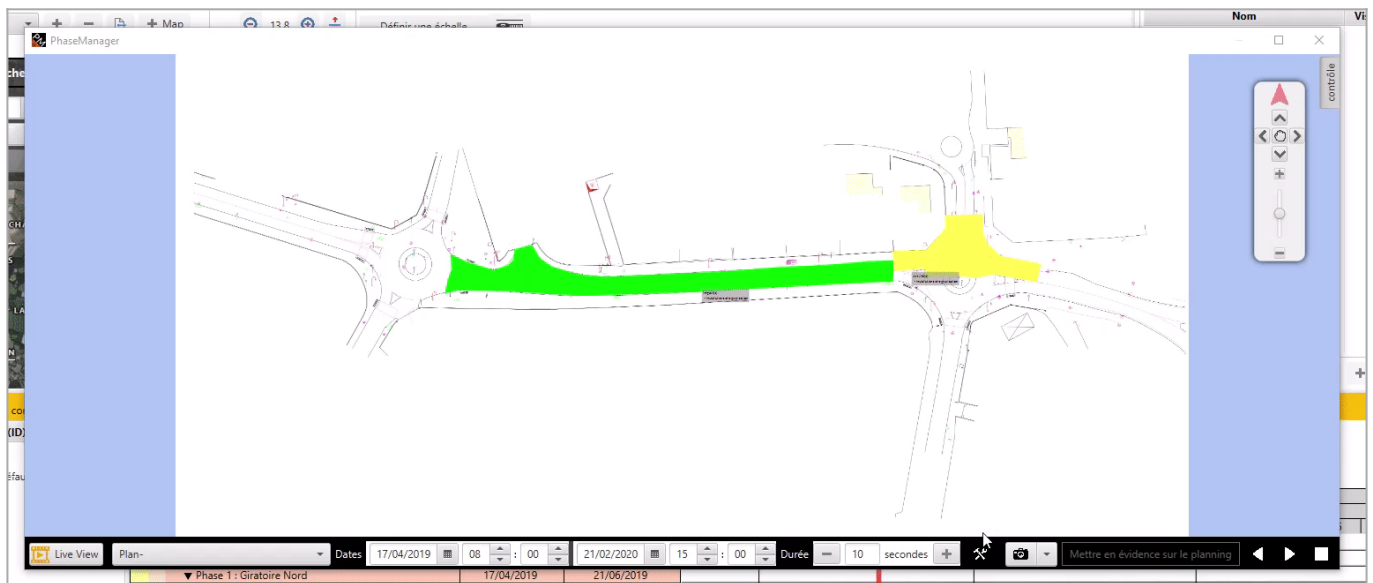 + Map
13.8
Définir une échelle
Nom
PhaseManager
contrôle
Live View
Plan-
Dates
17/04/2019
08
:
00
21/02/2020
15
:
00
Durée
10
secondes
Mettre en évidence sur le planning
(ID)
▼ Phase 1 : Giratoire Nord
17/04/2019
21/06/2019